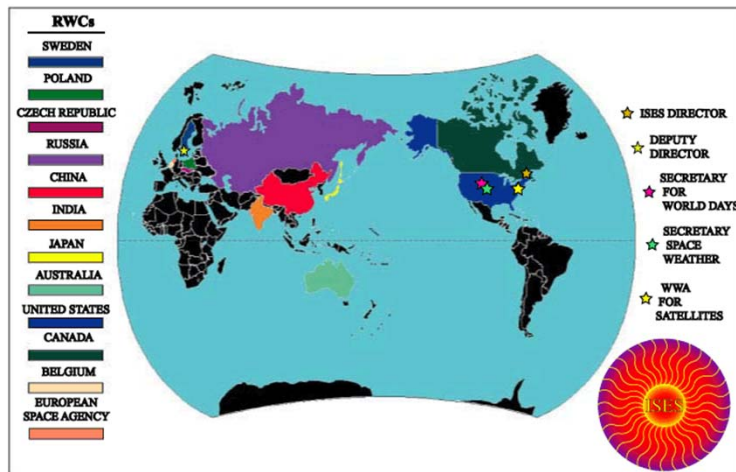 RWCs
SWEDEN
POLAND
CZECH REPUBLIC
RUSSIA
CHINA
INDIA
JAPAN
AUSTRALIA
UNITED STATES
CANADA
BELGIUM
EUROPEAN
SPACE AGENCY
ISES DIRECTOR
DEPUTY
DIRECTOR
SECRETARY
FOR
WORLD DAYS
SECRETARY
SPACE
WEATHER
WWA
FOR
SATELLITES
ISES